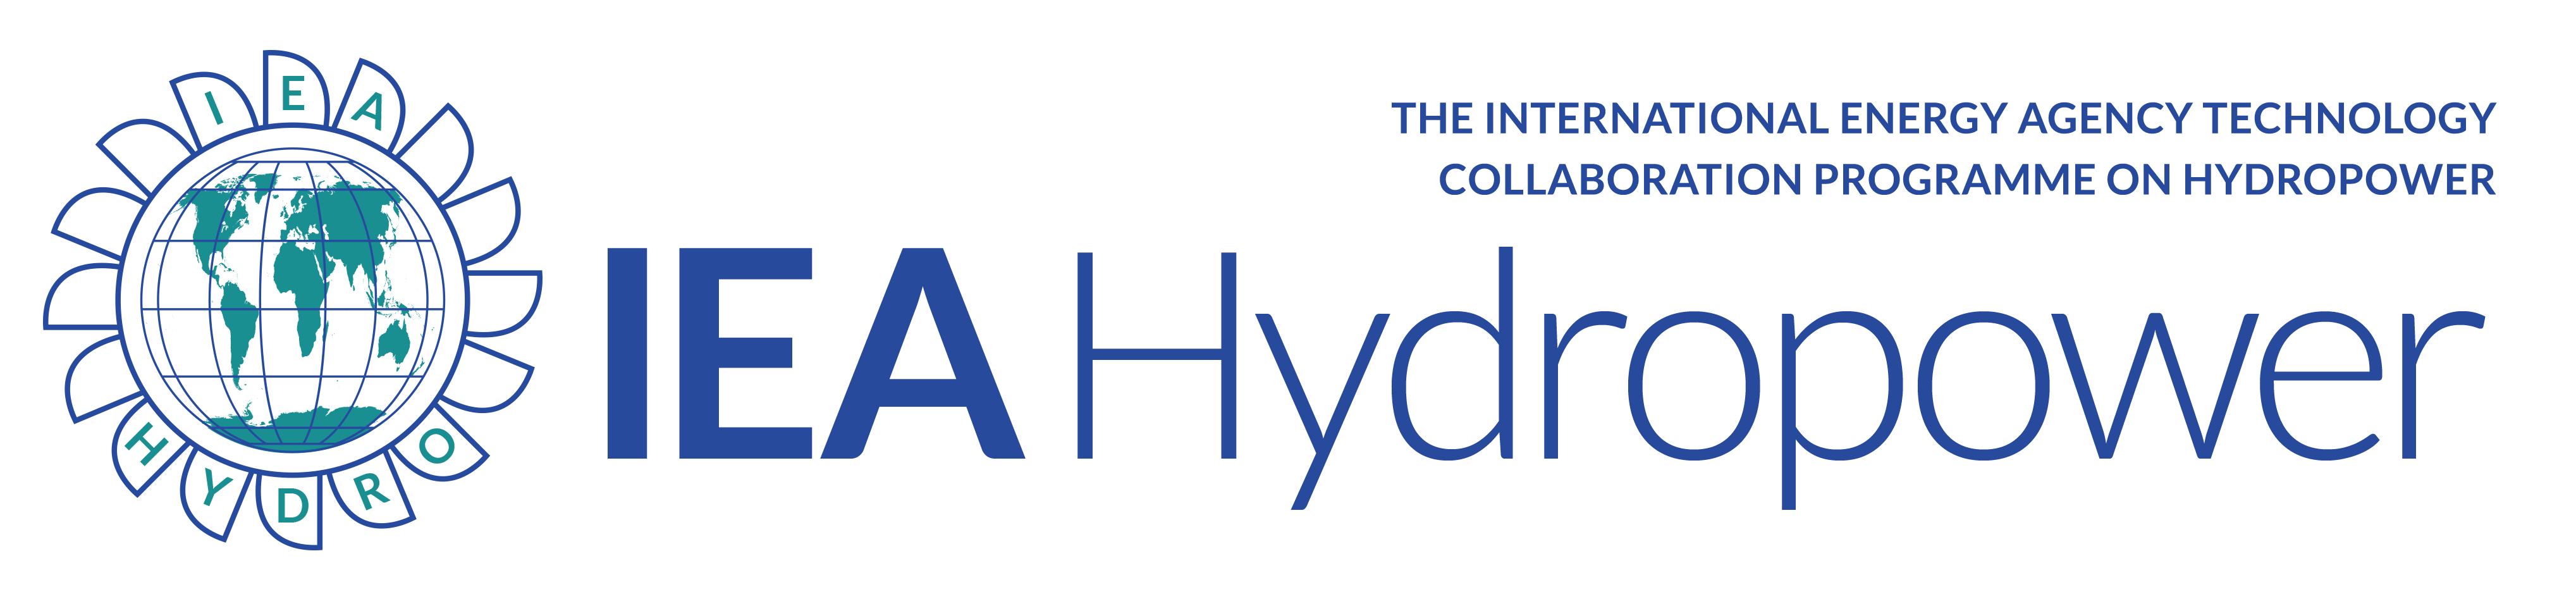 IEA
HYDRO
THE INTERNATIONAL ENERGY AGENCY TECHNOLOGY
COLLABORATION PROGRAMME ON HYDROPOWER
IEA Hydropower